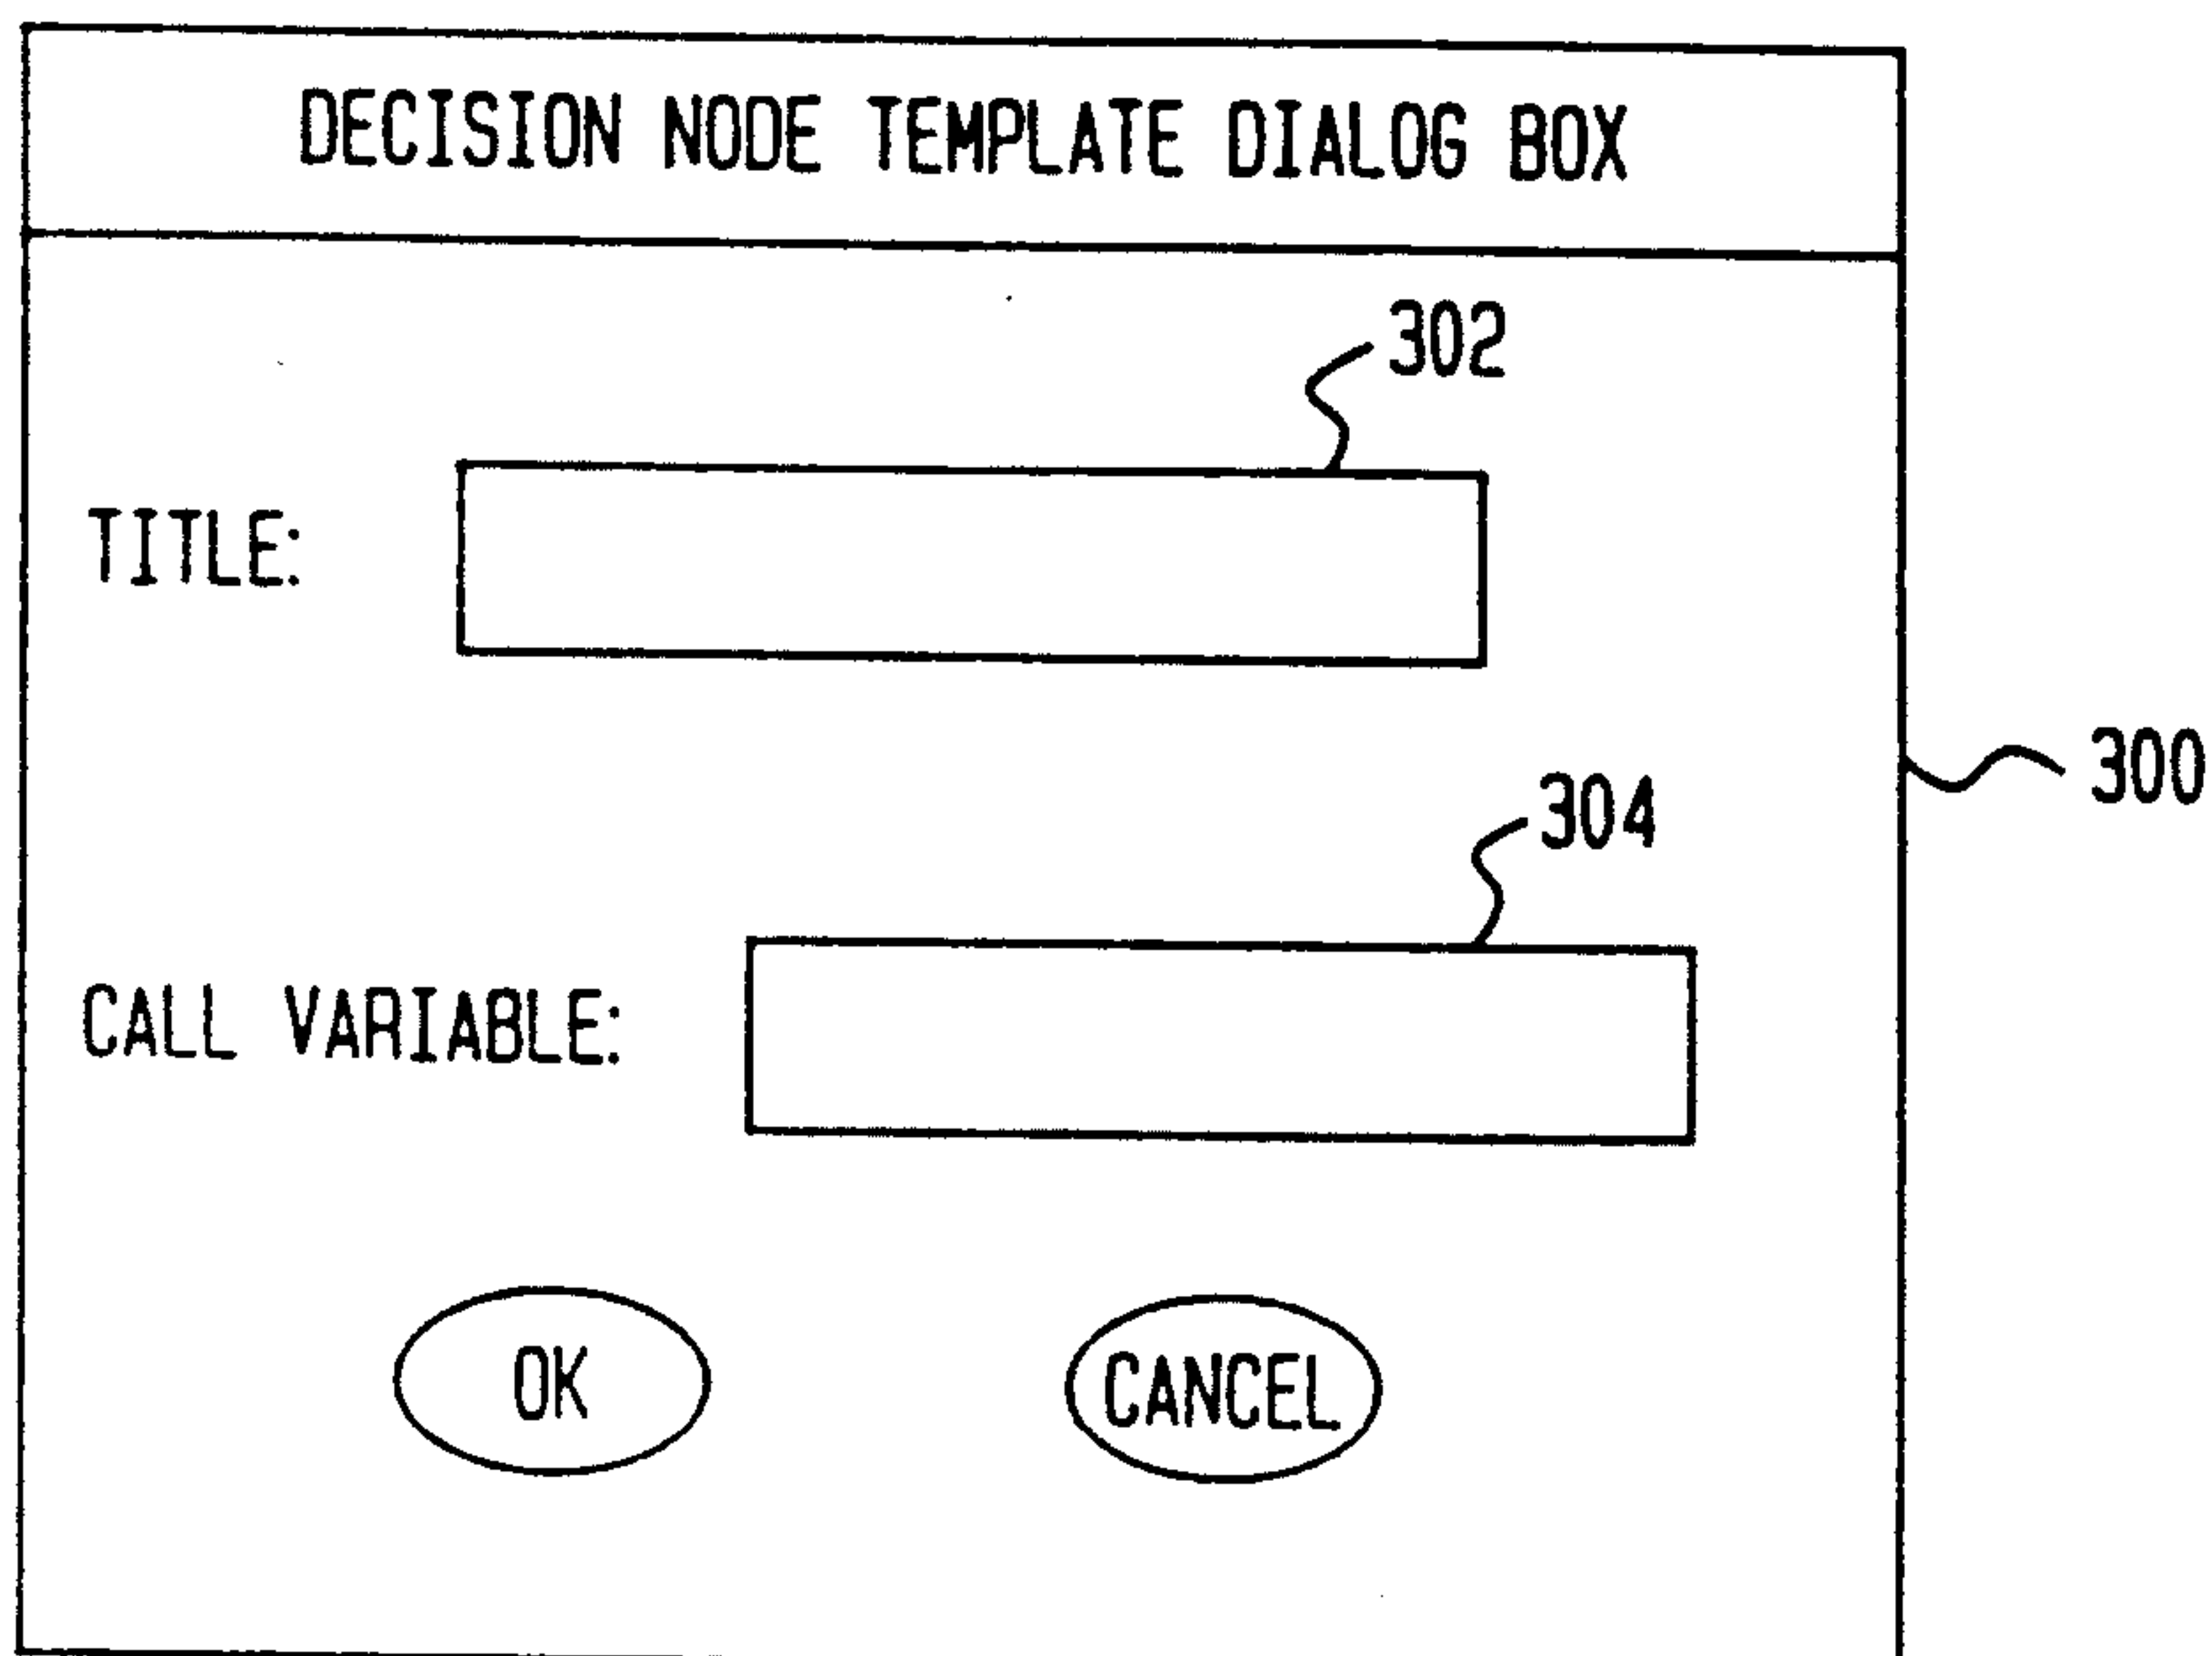 DECISION NODE TEMPLATE DIALOG BOX
302
TITLE:
300
304
CALL VARIABLE:
OK
CANCEL